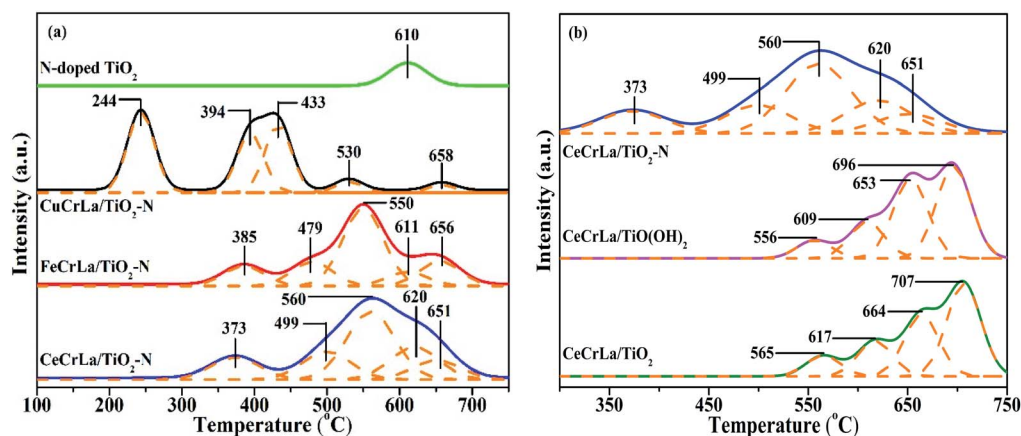 (a)
610
N-doped TiO2
244
394
433
530
658
CuCrLa/TiO2-N
550
385
479
611
656
FeCrLa/TiO2-N
560
620
499
651
373
CeCrLa/TiO2-N
Intensity (a.u.)
100 200 300 400 500 600 700
Temperature (°C)
(b)
560
620
499
651
373
CeCrLa/TiO2-N
696
653
609
556
CeCrLa/TiO(OH)2
707
664
617
565
CeCrLa/TiO2
Intensity (a.u.)
350 450 550 650 750
Temperature (°C)